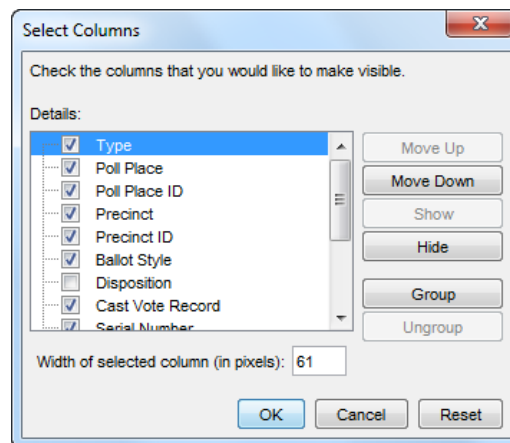 Select Columns
Check the columns that you would like to make visible.
Details:
Type
Poll Place
Poll Place ID
Precinct
Precinct ID
Ballot Style
Disposition
Cast Vote Record
Serial Number
Move Up
Move Down
Show
Hide
Group
Ungroup
Width of selected column (in pixels): 61
OK Cancel Reset